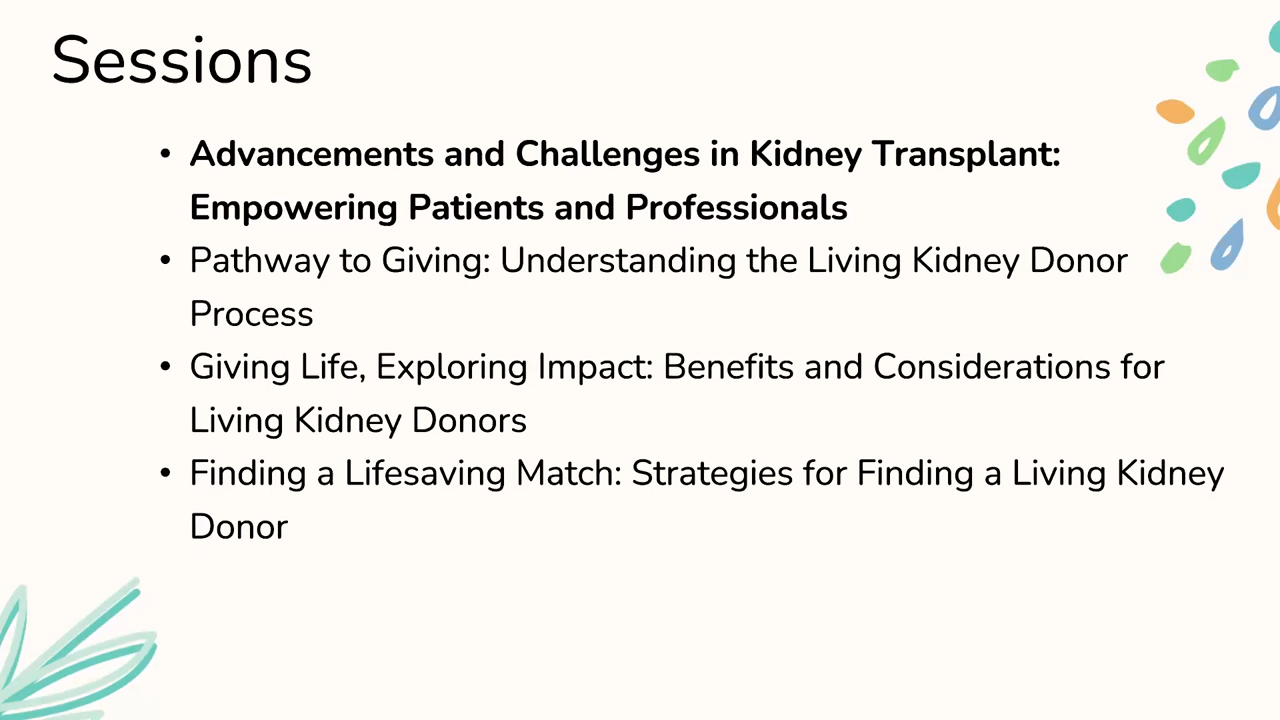 Sessions
• Advancements and Challenges in Kidney Transplant:
Empowering Patients and Professionals
• Pathway to Giving: Understanding the Living Kidney Donor
Process
• Giving Life, Exploring Impact: Benefits and Considerations for
Living Kidney Donors
• Finding a Lifesaving Match: Strategies for Finding a Living Kidney
Donor